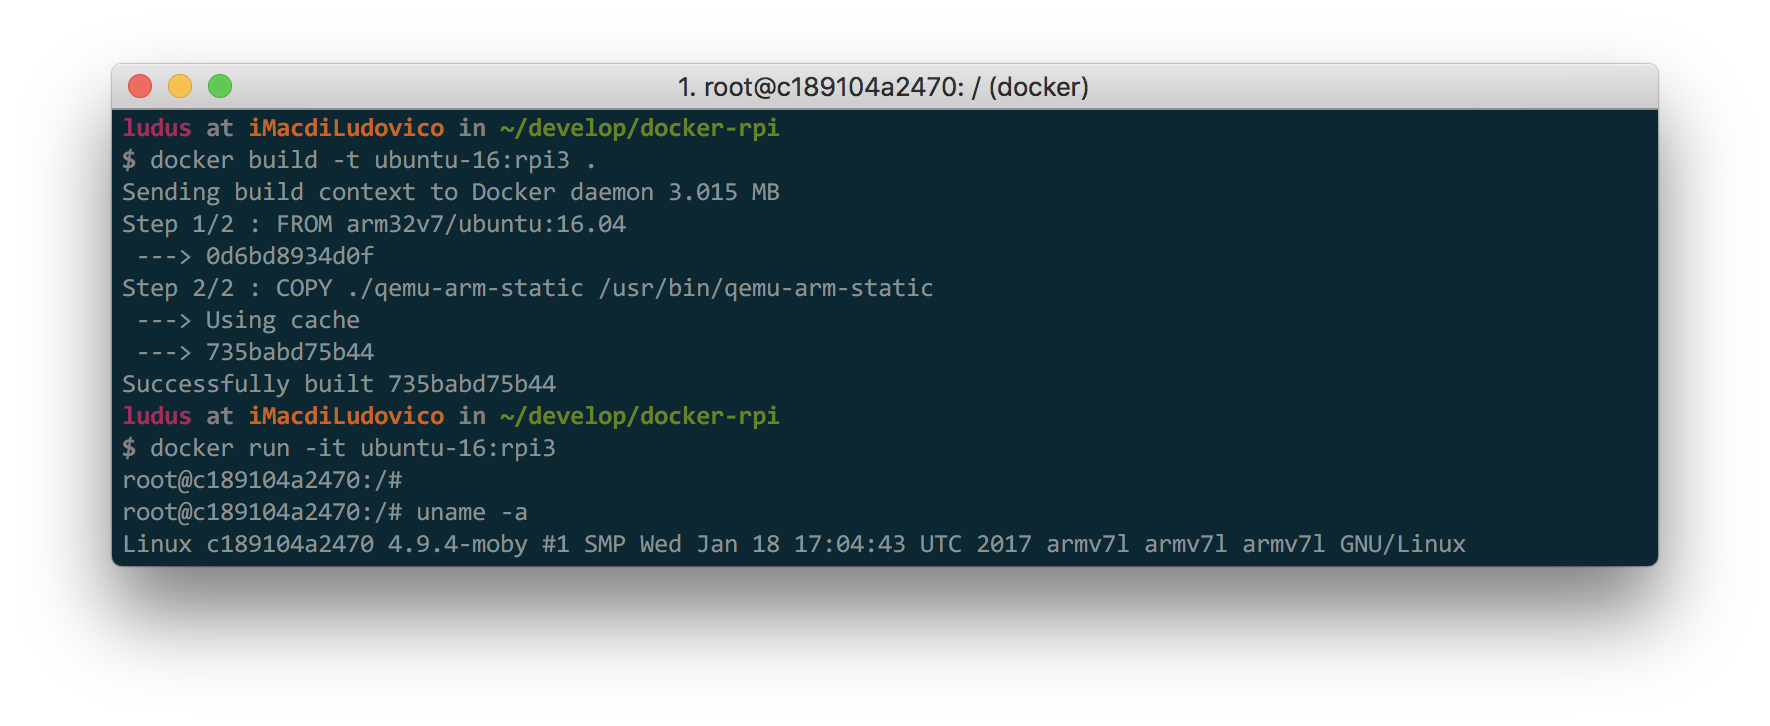 1. root@c189104a2470: / (docker)
ludus at iMacdiLudovico in ~/develop/docker-rpi
$ docker build -t ubuntu-16:rpi3 .
Sending build context to Docker daemon 3.015 MB
Step 1/2 : FROM arm32v7/ubuntu:16.04
 ---> 0d6bd8934d0f
Step 2/2 : COPY ./qemu-arm-static /usr/bin/qemu-arm-static
 ---> Using cache
 ---> 735babd75b44
Successfully built 735babd75b44
ludus at iMacdiLudovico in ~/develop/docker-rpi
$ docker run -it ubuntu-16:rpi3
root@c189104a2470:/#
root@c189104a2470:/# uname -a
Linux c189104a2470 4.9.4-moby #1 SMP Wed Jan 18 17:04:43 UTC 2017 armv7l armv7l armv7l GNU/Linux